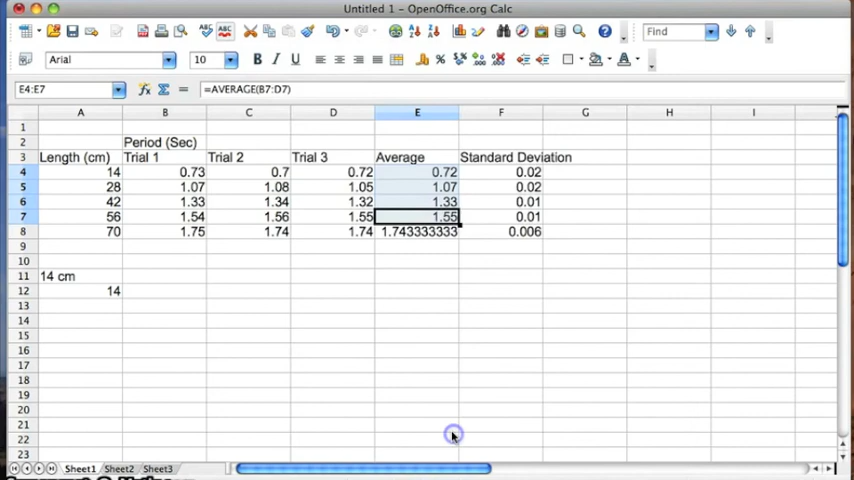 Untitled 1 - OpenOffice.org Calc
Find
Arial 10 B I U
E4:E7 =AVERAGE(B7:D7)
A B C D E F G H I
1
2 Period (Sec)
3 Length (cm) Trial 1 Trial 2 Trial 3 Average Standard Deviation
4 14 0.73 0.7 0.72 0.72 0.02
5 28 1.07 1.08 1.05 1.07 0.02
6 42 1.33 1.34 1.32 1.33 0.01
7 56 1.54 1.56 1.55 1.55 0.01
8 70 1.75 1.74 1.74 1.743333333 0.006
9
10
11 14 cm
12 14
13
14
15
16
17
18
19
20
21
22
23
Sheet1 Sheet2 Sheet3